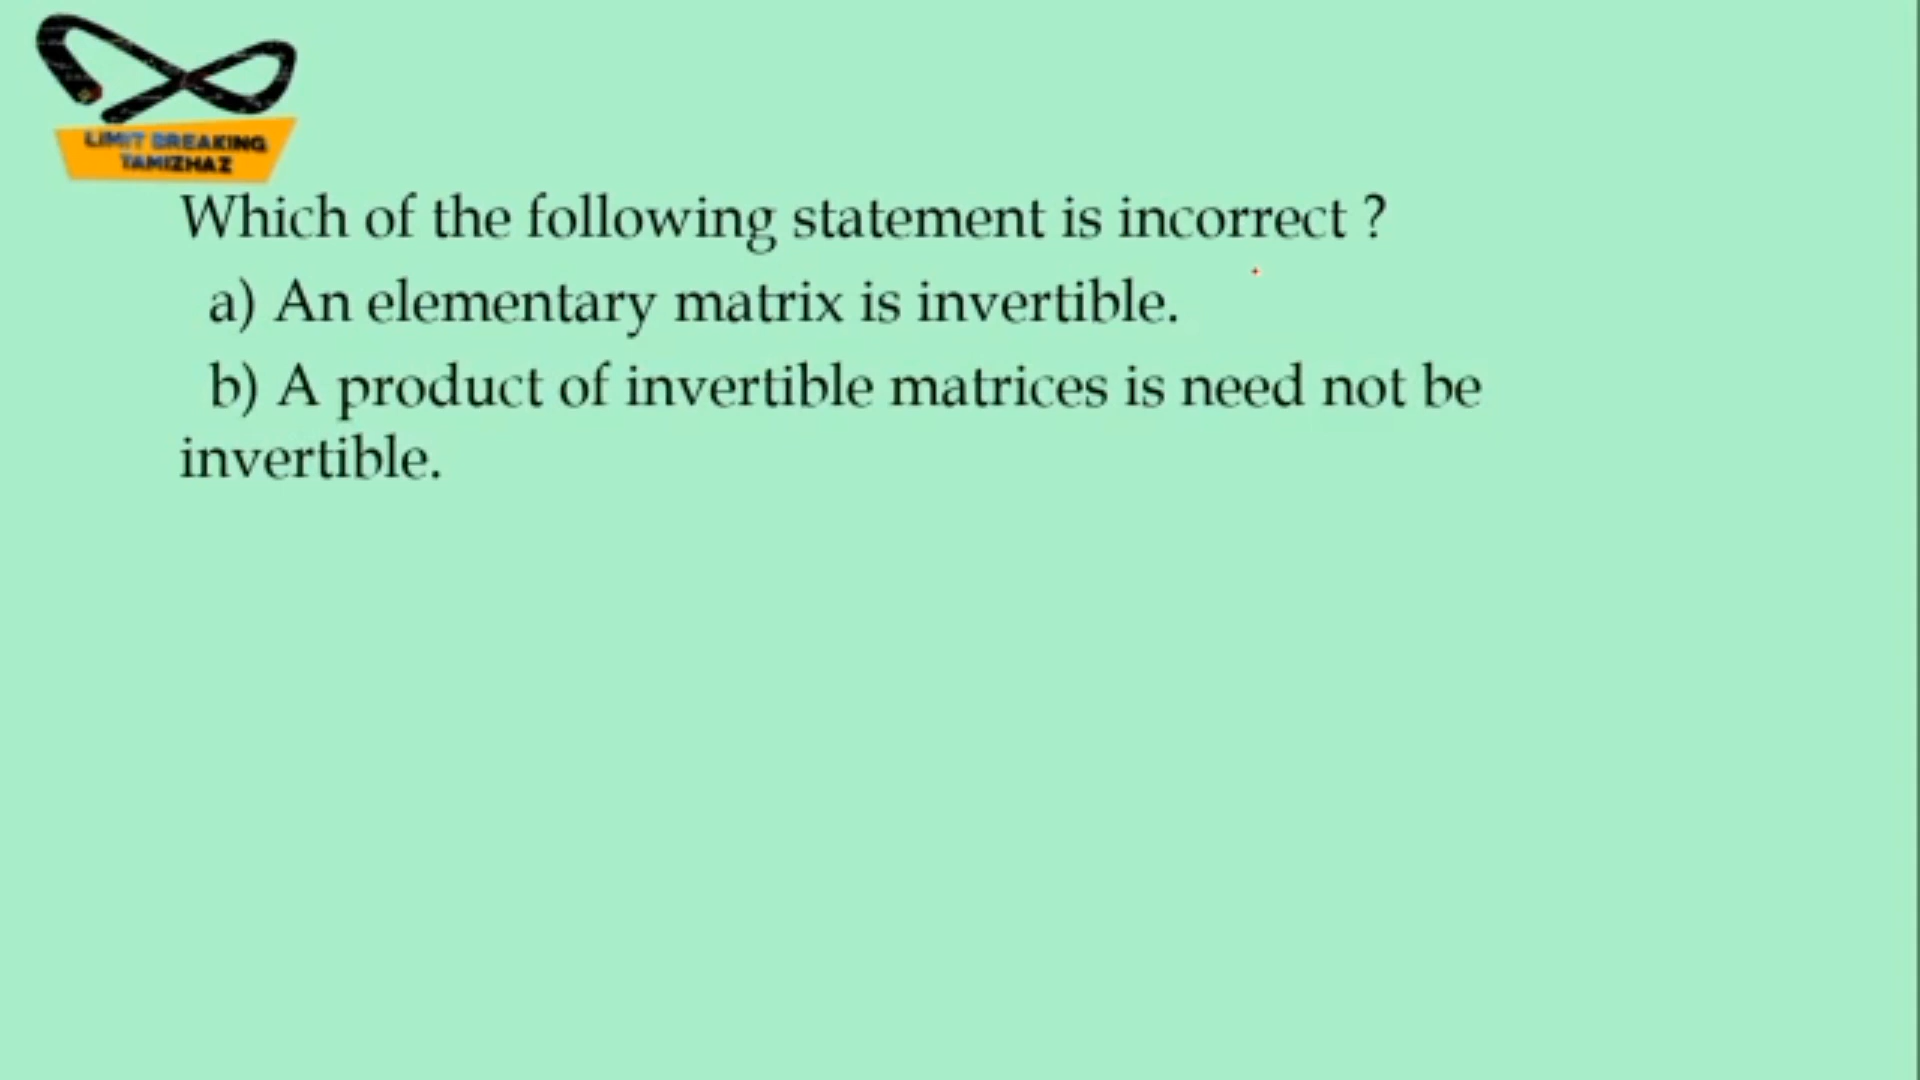 LIMIT BREAKING
TAMIZHAZ
Which of the following statement is incorrect ?
a) An elementary matrix is invertible.
b) A product of invertible matrices is need not be
invertible.